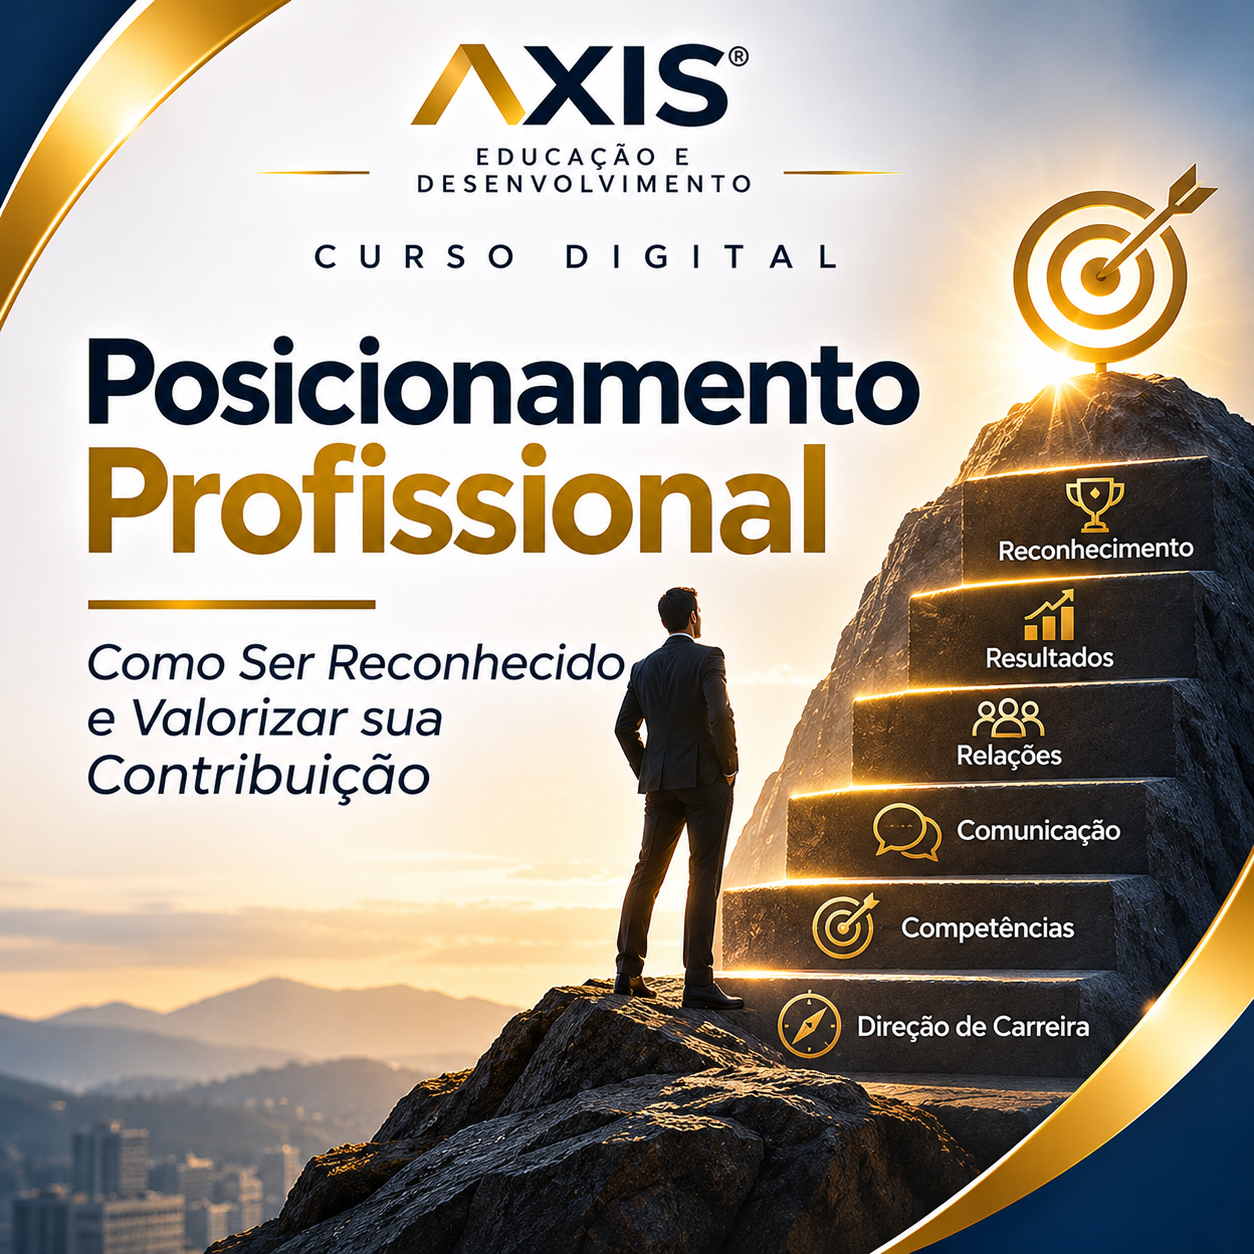 AXIS®
EDUCAÇÃO E
DESENVOLVIMENTO
CURSO DIGITAL
Posicionamento
Profissional
Como Ser Reconhecido
e Valorizar sua
Contribuição
Reconhecimento
Resultados
Relações
Comunicação
Competências
Direção de Carreira